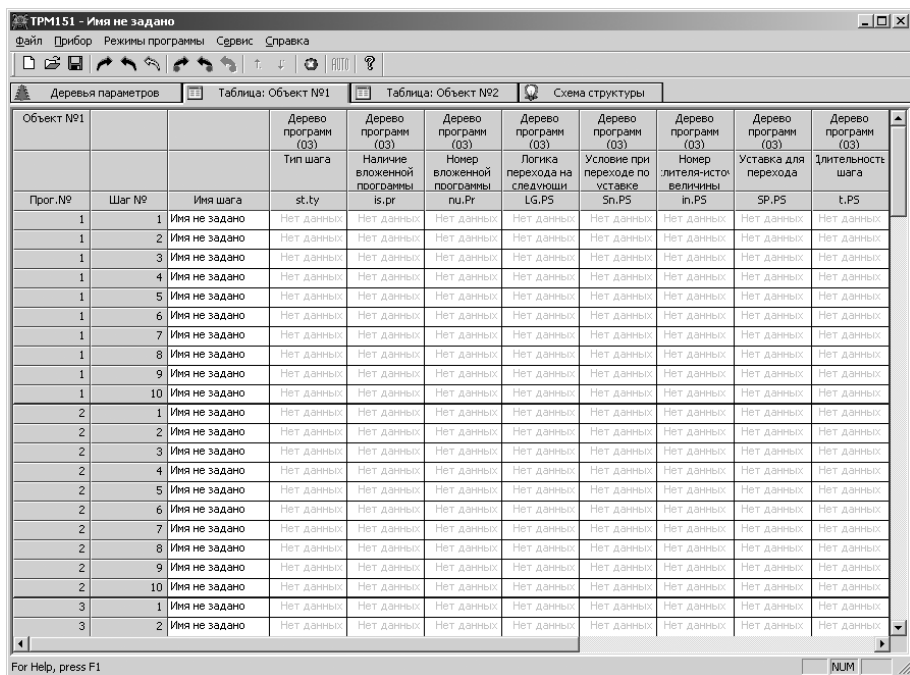 ТРМ151 - Имя не задано
Файл Прибор Режимы программы Сервис Справка
AUTO
Деревья параметров Таблица: Объект №1 Таблица: Объект №2 Схема структуры
Объект №1 Дерево Дерево Дерево Дерево Дерево Дерево Дерево Дерево
программ программ программ программ программ программ программ программ
(03) (03) (03) (03) (03) (03) (03) (03)
Тип шага Наличие Номер Логика Условие при Номер Уставка для Длительность
вложенной вложенной перехода на переходе по лителя-источ перехода шага
программы программы следующи уставке величины
Прог.№ Шаг № Имя шага st.ty is.pr nu.Pr LG.PS Sn.PS in.PS SP.PS t.PS
1 1 Имя не задано Нет данных Нет данных Нет данных Нет данных Нет данных Нет данных Нет данных Нет данных
1 2 Имя не задано Нет данных Нет данных Нет данных Нет данных Нет данных Нет данных Нет данных Нет данных
1 3 Имя не задано Нет данных Нет данных Нет данных Нет данных Нет данных Нет данных Нет данных Нет данных
1 4 Имя не задано Нет данных Нет данных Нет данных Нет данных Нет данных Нет данных Нет данных Нет данных
1 5 Имя не задано Нет данных Нет данных Нет данных Нет данных Нет данных Нет данных Нет данных Нет данных
1 6 Имя не задано Нет данных Нет данных Нет данных Нет данных Нет данных Нет данных Нет данных Нет данных
1 7 Имя не задано Нет данных Нет данных Нет данных Нет данных Нет данных Нет данных Нет данных Нет данных
1 8 Имя не задано Нет данных Нет данных Нет данных Нет данных Нет данных Нет данных Нет данных Нет данных
1 9 Имя не задано Нет данных Нет данных Нет данных Нет данных Нет данных Нет данных Нет данных Нет данных
1 10 Имя не задано Нет данных Нет данных Нет данных Нет данных Нет данных Нет данных Нет данных Нет данных
2 1 Имя не задано Нет данных Нет данных Нет данных Нет данных Нет данных Нет данных Нет данных Нет данных
2 2 Имя не задано Нет данных Нет данных Нет данных Нет данных Нет данных Нет данных Нет данных Нет данных
2 3 Имя не задано Нет данных Нет данных Нет данных Нет данных Нет данных Нет данных Нет данных Нет данных
2 4 Имя не задано Нет данных Нет данных Нет данных Нет данных Нет данных Нет данных Нет данных Нет данных
2 5 Имя не задано Нет данных Нет данных Нет данных Нет данных Нет данных Нет данных Нет данных Нет данных
2 6 Имя не задано Нет данных Нет данных Нет данных Нет данных Нет данных Нет данных Нет данных Нет данных
2 7 Имя не задано Нет данных Нет данных Нет данных Нет данных Нет данных Нет данных Нет данных Нет данных
2 8 Имя не задано Нет данных Нет данных Нет данных Нет данных Нет данных Нет данных Нет данных Нет данных
2 9 Имя не задано Нет данных Нет данных Нет данных Нет данных Нет данных Нет данных Нет данных Нет данных
2 10 Имя не задано Нет данных Нет данных Нет данных Нет данных Нет данных Нет данных Нет данных Нет данных
3 1 Имя не задано Нет данных Нет данных Нет данных Нет данных Нет данных Нет данных Нет данных Нет данных
3 2 Имя не задано Нет данных Нет данных Нет данных Нет данных Нет данных Нет данных Нет данных Нет данных
For Help, press F1 NUM